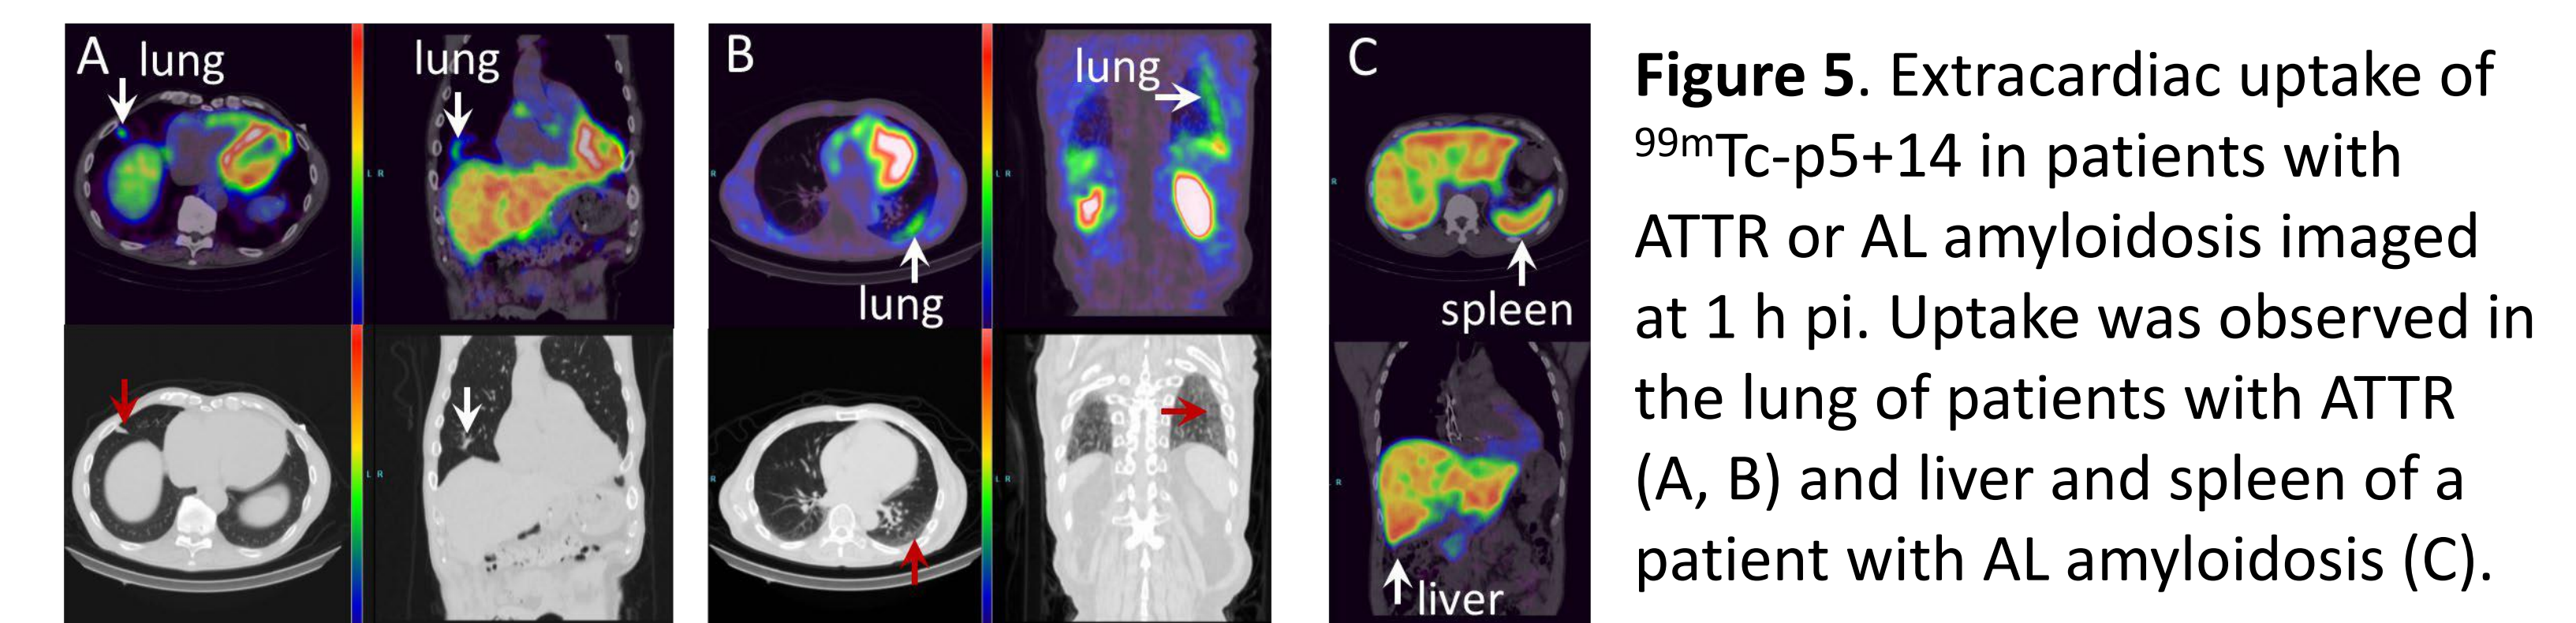 A
lung
lung
L R
L R
B
lung
lung
R
L R
R
L R
C
spleen
R
liver
L R
Figure 5. Extracardiac uptake of
99mTc-p5+14 in patients with
ATTR or AL amyloidosis imaged
at 1 h pi. Uptake was observed in
the lung of patients with ATTR
(A, B) and liver and spleen of a
patient with AL amyloidosis (C).